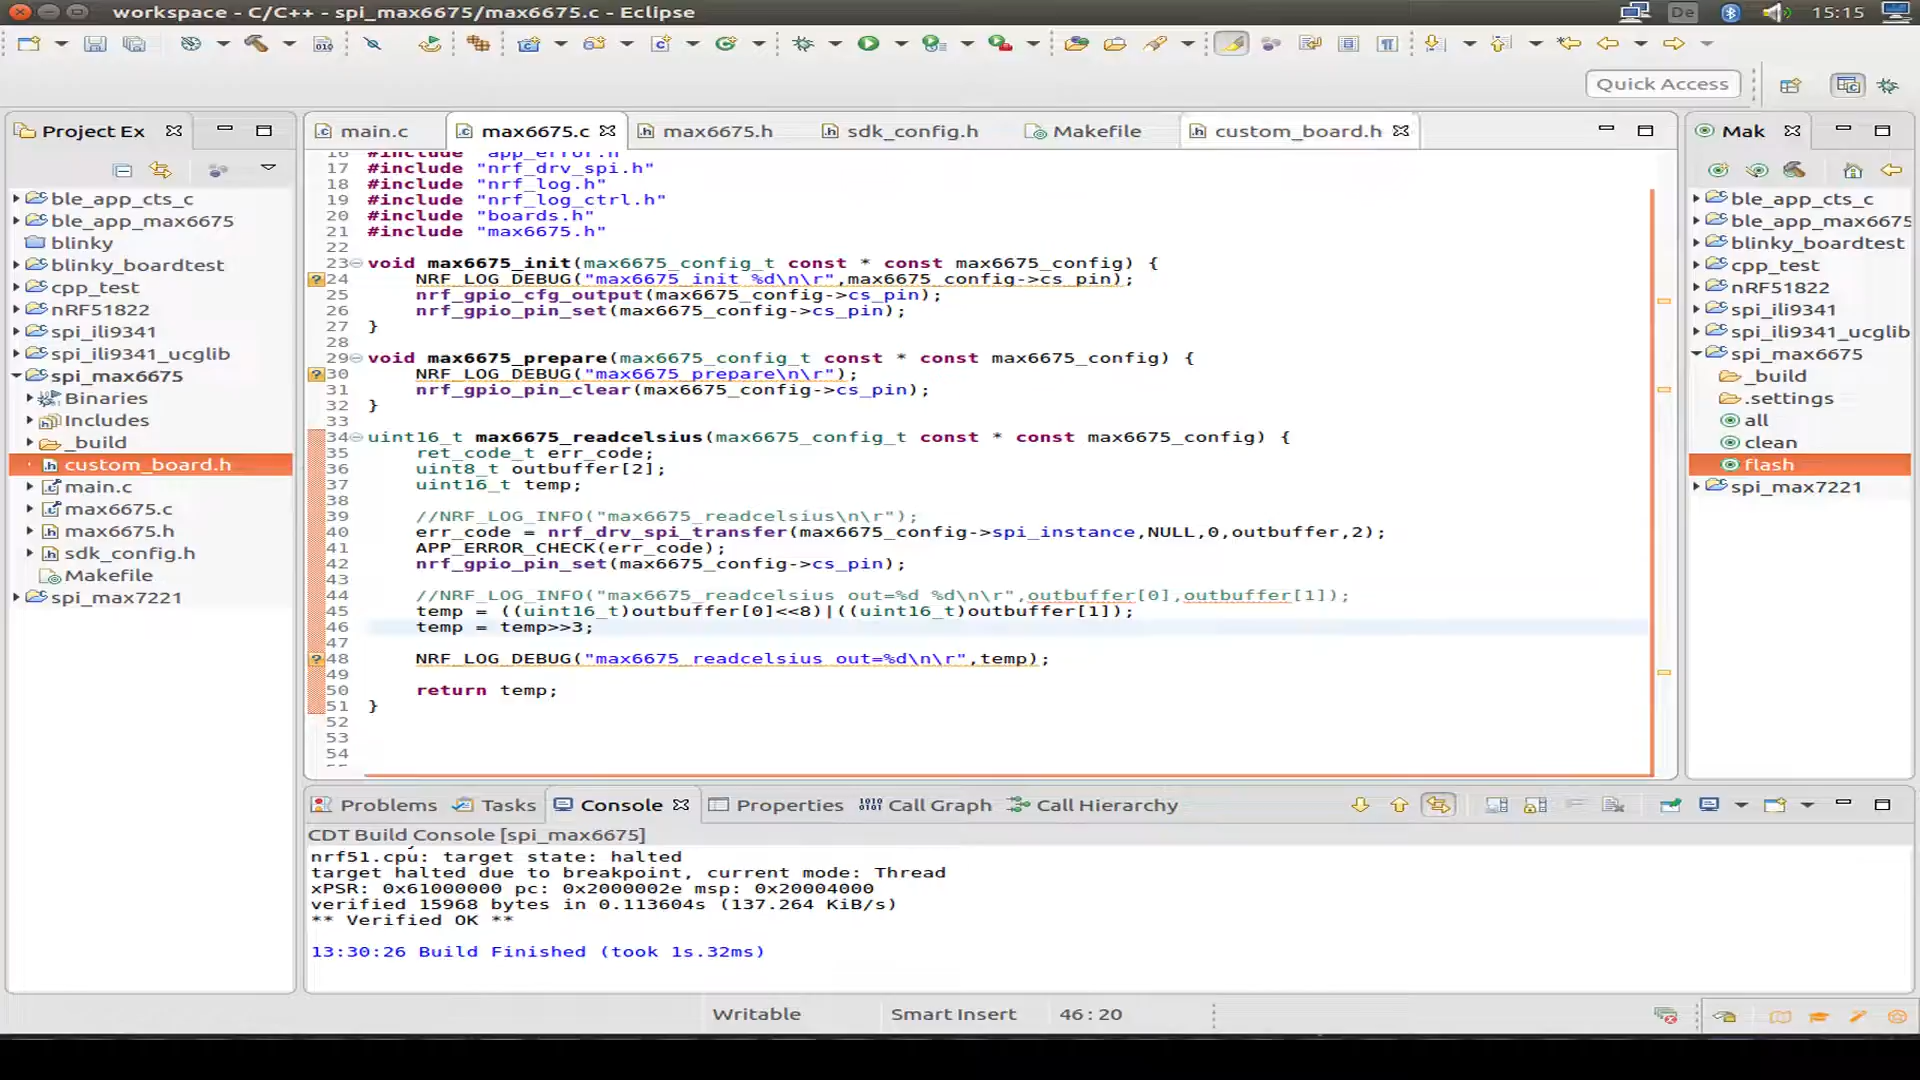 workspace - C/C++ - spi_max6675/max6675.c - Eclipse
De
15:15
Quick Access
Project Ex
main.c
max6675.c
max6675.h
sdk_config.h
Makefile
custom_board.h
Mak
ble_app_cts_c
ble_app_max6675
blinky
blinky_boardtest
cpp_test
nRF51822
spi_ili9341
spi_ili9341_ucglib
spi_max6675
Binaries
Includes
_build
custom_board.h
main.c
max6675.c
max6675.h
sdk_config.h
Makefile
spi_max7221
16 #include "app_error.h"
17 #include "nrf_drv_spi.h"
18 #include "nrf_log.h"
19 #include "nrf_log_ctrl.h"
20 #include "boards.h"
21 #include "max6675.h"
22
23 void max6675_init(max6675_config_t const * const max6675_config) {
24 NRF_LOG_DEBUG("max6675_init %d\n\r",max6675_config->cs_pin);
25 nrf_gpio_cfg_output(max6675_config->cs_pin);
26 nrf_gpio_pin_set(max6675_config->cs_pin);
27 }
28
29 void max6675_prepare(max6675_config_t const * const max6675_config) {
30 NRF_LOG_DEBUG("max6675_prepare\n\r");
31 nrf_gpio_pin_clear(max6675_config->cs_pin);
32 }
33
34 uint16_t max6675_readcelsius(max6675_config_t const * const max6675_config) {
35 ret_code_t err_code;
36 uint8_t outbuffer[2];
37 uint16_t temp;
38
39 //NRF_LOG_INFO("max6675_readcelsius\n\r");
40 err_code = nrf_drv_spi_transfer(max6675_config->spi_instance,NULL,0,outbuffer,2);
41 APP_ERROR_CHECK(err_code);
42 nrf_gpio_pin_set(max6675_config->cs_pin);
43
44 //NRF_LOG_INFO("max6675_readcelsius out=%d %d\n\r",outbuffer[0],outbuffer[1]);
45 temp = ((uint16_t)outbuffer[0]<<8)|((uint16_t)outbuffer[1]);
46 temp = temp>>3;
47
48 NRF_LOG_DEBUG("max6675_readcelsius out=%d\n\r",temp);
49
50 return temp;
51 }
52
53
54
ble_app_cts_c
ble_app_max6675
blinky_boardtest
cpp_test
nRF51822
spi_ili9341
spi_ili9341_ucglib
spi_max6675
_build
.settings
all
clean
flash
spi_max7221
Problems
Tasks
Console
Properties
Call Graph
Call Hierarchy
CDT Build Console [spi_max6675]
nrf51.cpu: target state: halted
target halted due to breakpoint, current mode: Thread
xPSR: 0x61000000 pc: 0x2000002e msp: 0x20004000
verified 15968 bytes in 0.113604s (137.264 KiB/s)
** Verified OK **
13:30:26 Build Finished (took 1s.32ms)
Writable
Smart Insert
46:20